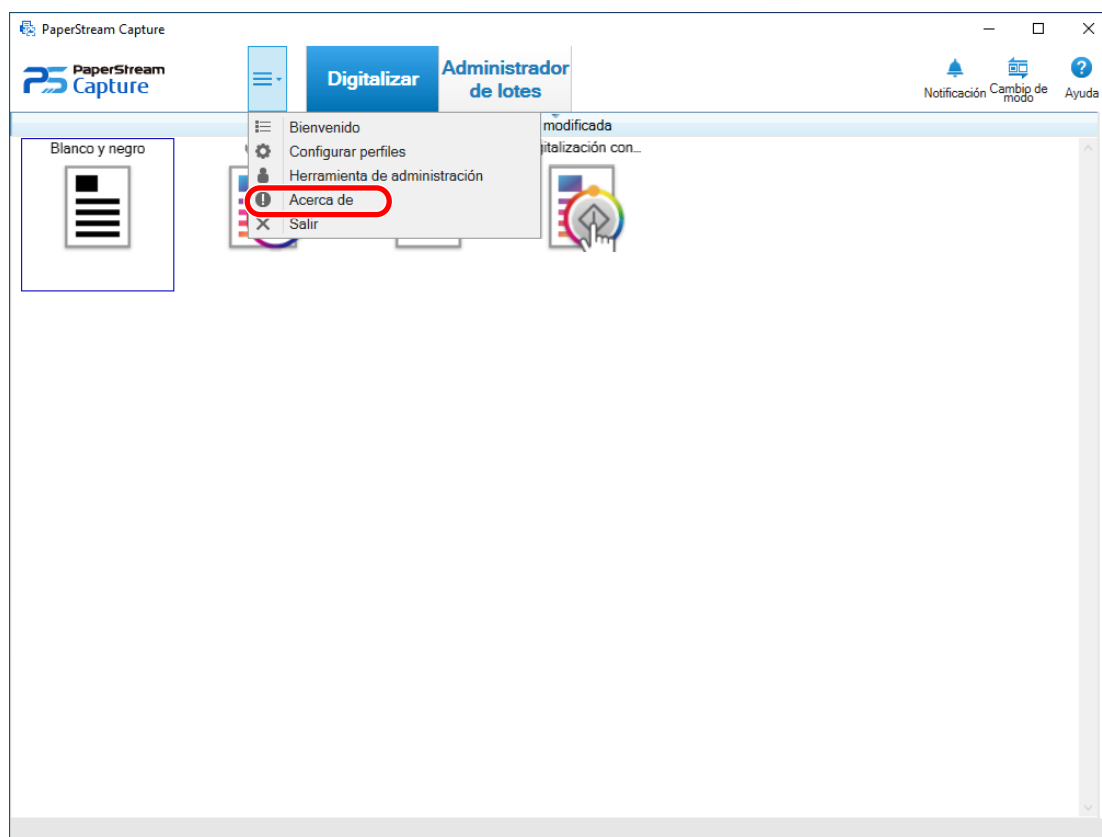 PaperStream Capture
PaperStream
Capture
Digitalizar
Administrador
de lotes
Notificación
Cambio de
modo
Ayuda
modificada
Blanco y negro
Bienvenido
Configurar perfiles
Herramienta de administración
Acerca de
Salir
con...